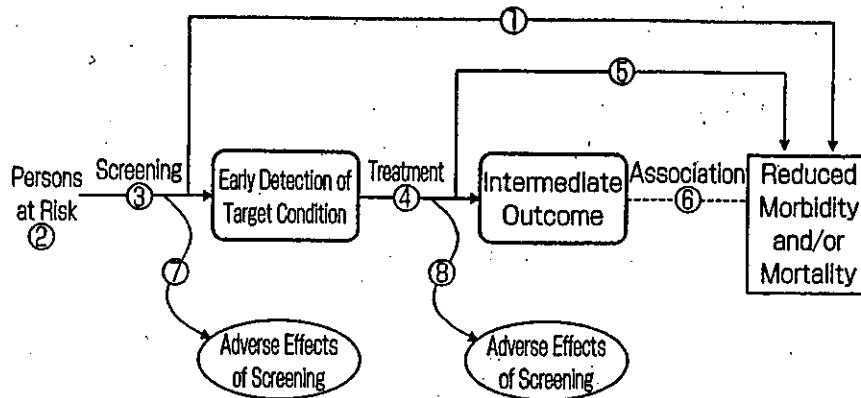 ①
⑤
Screening
③
Persons
at Risk
②
Early Detection of
Target Condition
Treatment
④
Intermediate
Outcome
Association
⑥
Reduced
Morbidity
and/or
Mortality
⑦
⑧
Adverse Effects
of Screening
Adverse Effects
of Screening